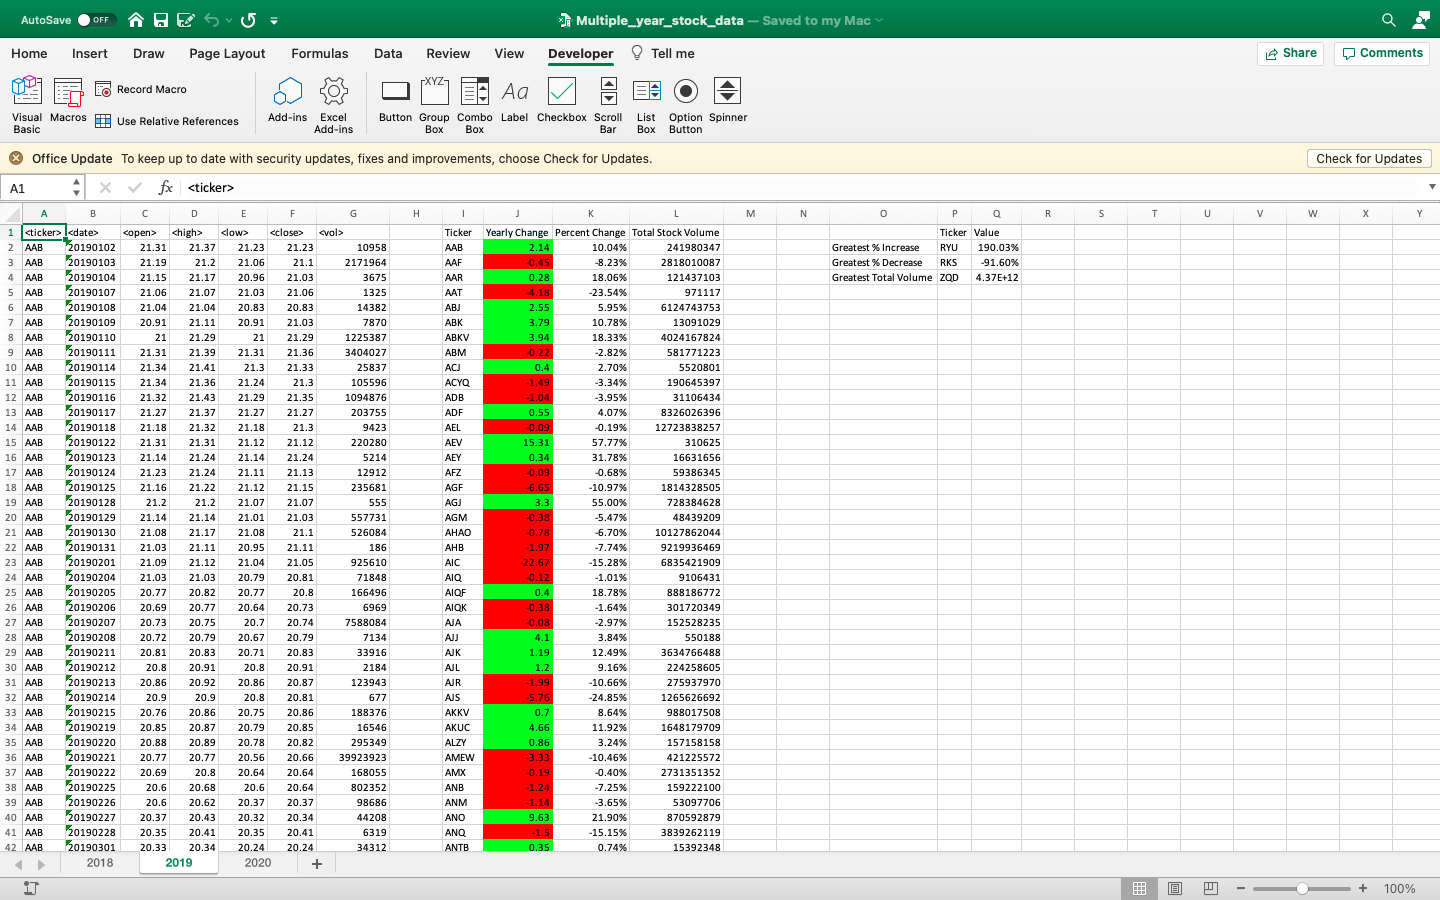 AutoSave OFF Multiple_year_stock_data — Saved to my Mac
Home Insert Draw Page Layout Formulas Data Review View Developer Tell me Share Comments
Visual Basic Macros Record Macro Use Relative References Add-ins Excel Add-ins Button XYZ Group Box Combo Box Aa Label Checkbox Scroll Bar List Box Option Button Spinner
Office Update To keep up to date with security updates, fixes and improvements, choose Check for Updates. Check for Updates
A1 fx <ticker>
A B C D E F G H I J K L M N O P Q R S T U V W X Y
1 <ticker> <date> <open> <high> <low> <close> <vol> Ticker Yearly Change Percent Change Total Stock Volume Ticker Value
2 AAB 20190102 21.31 21.37 21.23 21.23 10958 AAB 2.14 10.04% 241980347 Greatest % Increase RYU 190.03%
3 AAB 20190103 21.19 21.2 21.06 21.1 2171964 AAF -0.45 -8.23% 2818010087 Greatest % Decrease RKS -91.60%
4 AAB 20190104 21.15 21.17 20.96 21.03 3675 AAR 0.28 18.06% 121437103 Greatest Total Volume ZQD 4.37E+12
5 AAB 20190107 21.06 21.07 21.03 21.06 1325 AAT -4.18 -23.54% 971117
6 AAB 20190108 21.04 21.04 20.83 20.83 14382 ABJ 2.55 5.95% 6124743753
7 AAB 20190109 20.91 21.11 20.91 21.03 7870 ABK 3.79 10.78% 13091029
8 AAB 20190110 21 21.29 21 21.29 1225387 ABKV 3.94 18.33% 4024167824
9 AAB 20190111 21.31 21.39 21.31 21.36 3404027 ABM -0.22 -2.82% 581771223
10 AAB 20190114 21.34 21.41 21.3 21.33 25837 ACJ 0.4 2.70% 5520801
11 AAB 20190115 21.34 21.36 21.24 21.3 105596 ACYQ -1.49 -3.34% 190645397
12 AAB 20190116 21.32 21.43 21.29 21.35 1094876 ADB -1.04 -3.95% 31106434
13 AAB 20190117 21.27 21.37 21.27 21.27 203755 ADF 0.55 4.07% 8326026396
14 AAB 20190118 21.18 21.32 21.18 21.3 9423 AEL -0.09 -0.19% 12723838257
15 AAB 20190122 21.31 21.31 21.12 21.12 220280 AEV 15.31 57.77% 310625
16 AAB 20190123 21.14 21.24 21.14 21.24 5214 AEY 0.34 31.78% 16631656
17 AAB 20190124 21.23 21.24 21.11 21.13 12912 AFZ -0.09 -0.68% 59386345
18 AAB 20190125 21.16 21.22 21.12 21.15 235681 AGF -6.65 -10.97% 1814328505
19 AAB 20190128 21.2 21.2 21.07 21.07 555 AGJ 3.3 55.00% 728384628
20 AAB 20190129 21.14 21.14 21.01 21.03 557731 AGM -0.38 -5.47% 48439209
21 AAB 20190130 21.08 21.17 21.08 21.1 526084 AHAO -0.78 -6.70% 10127862044
22 AAB 20190131 21.03 21.11 20.95 21.11 186 AHB -1.97 -7.74% 9219936469
23 AAB 20190201 21.09 21.12 21.04 21.05 925610 AIC -22.67 -15.28% 6835421909
24 AAB 20190204 21.03 21.03 20.79 20.81 71848 AIQ -0.12 -1.01% 9106431
25 AAB 20190205 20.77 20.82 20.77 20.8 166496 AIQF 0.4 18.78% 888186772
26 AAB 20190206 20.69 20.77 20.64 20.73 6969 AIQK -0.38 -1.64% 301720349
27 AAB 20190207 20.73 20.75 20.7 20.74 7588084 AJA -0.08 -2.97% 152528235
28 AAB 20190208 20.72 20.79 20.67 20.79 7134 AJJ 4.1 3.84% 550188
29 AAB 20190211 20.81 20.83 20.71 20.83 33916 AJK 1.19 12.49% 3634766488
30 AAB 20190212 20.8 20.91 20.8 20.91 2184 AJL 1.2 9.16% 224258605
31 AAB 20190213 20.86 20.92 20.86 20.87 123943 AJR -1.99 -10.66% 275937970
32 AAB 20190214 20.9 20.9 20.8 20.81 677 AJS -5.76 -24.85% 1265626692
33 AAB 20190215 20.76 20.86 20.75 20.86 188376 AKKV 0.7 8.64% 988017508
34 AAB 20190219 20.85 20.87 20.79 20.85 16546 AKUC 4.66 11.92% 1648179709
35 AAB 20190220 20.88 20.89 20.78 20.82 295349 ALZY 0.86 3.24% 157158158
36 AAB 20190221 20.77 20.77 20.56 20.66 39923923 AMEW -3.33 -10.46% 421225572
37 AAB 20190222 20.69 20.8 20.64 20.64 168055 AMX -0.19 -0.40% 2731351352
38 AAB 20190225 20.6 20.68 20.6 20.64 802352 ANB -1.24 -7.25% 159222100
39 AAB 20190226 20.6 20.62 20.37 20.37 98686 ANM -1.14 -3.65% 53097706
40 AAB 20190227 20.37 20.43 20.32 20.34 44208 ANO 9.63 21.90% 870592879
41 AAB 20190228 20.35 20.41 20.35 20.41 6319 ANQ -1.5 -15.15% 3839262119
42 AAB 20190301 20.33 20.34 20.24 20.24 34312 ANTB 0.35 0.74% 15392348
2018 2019 2020 +
100%